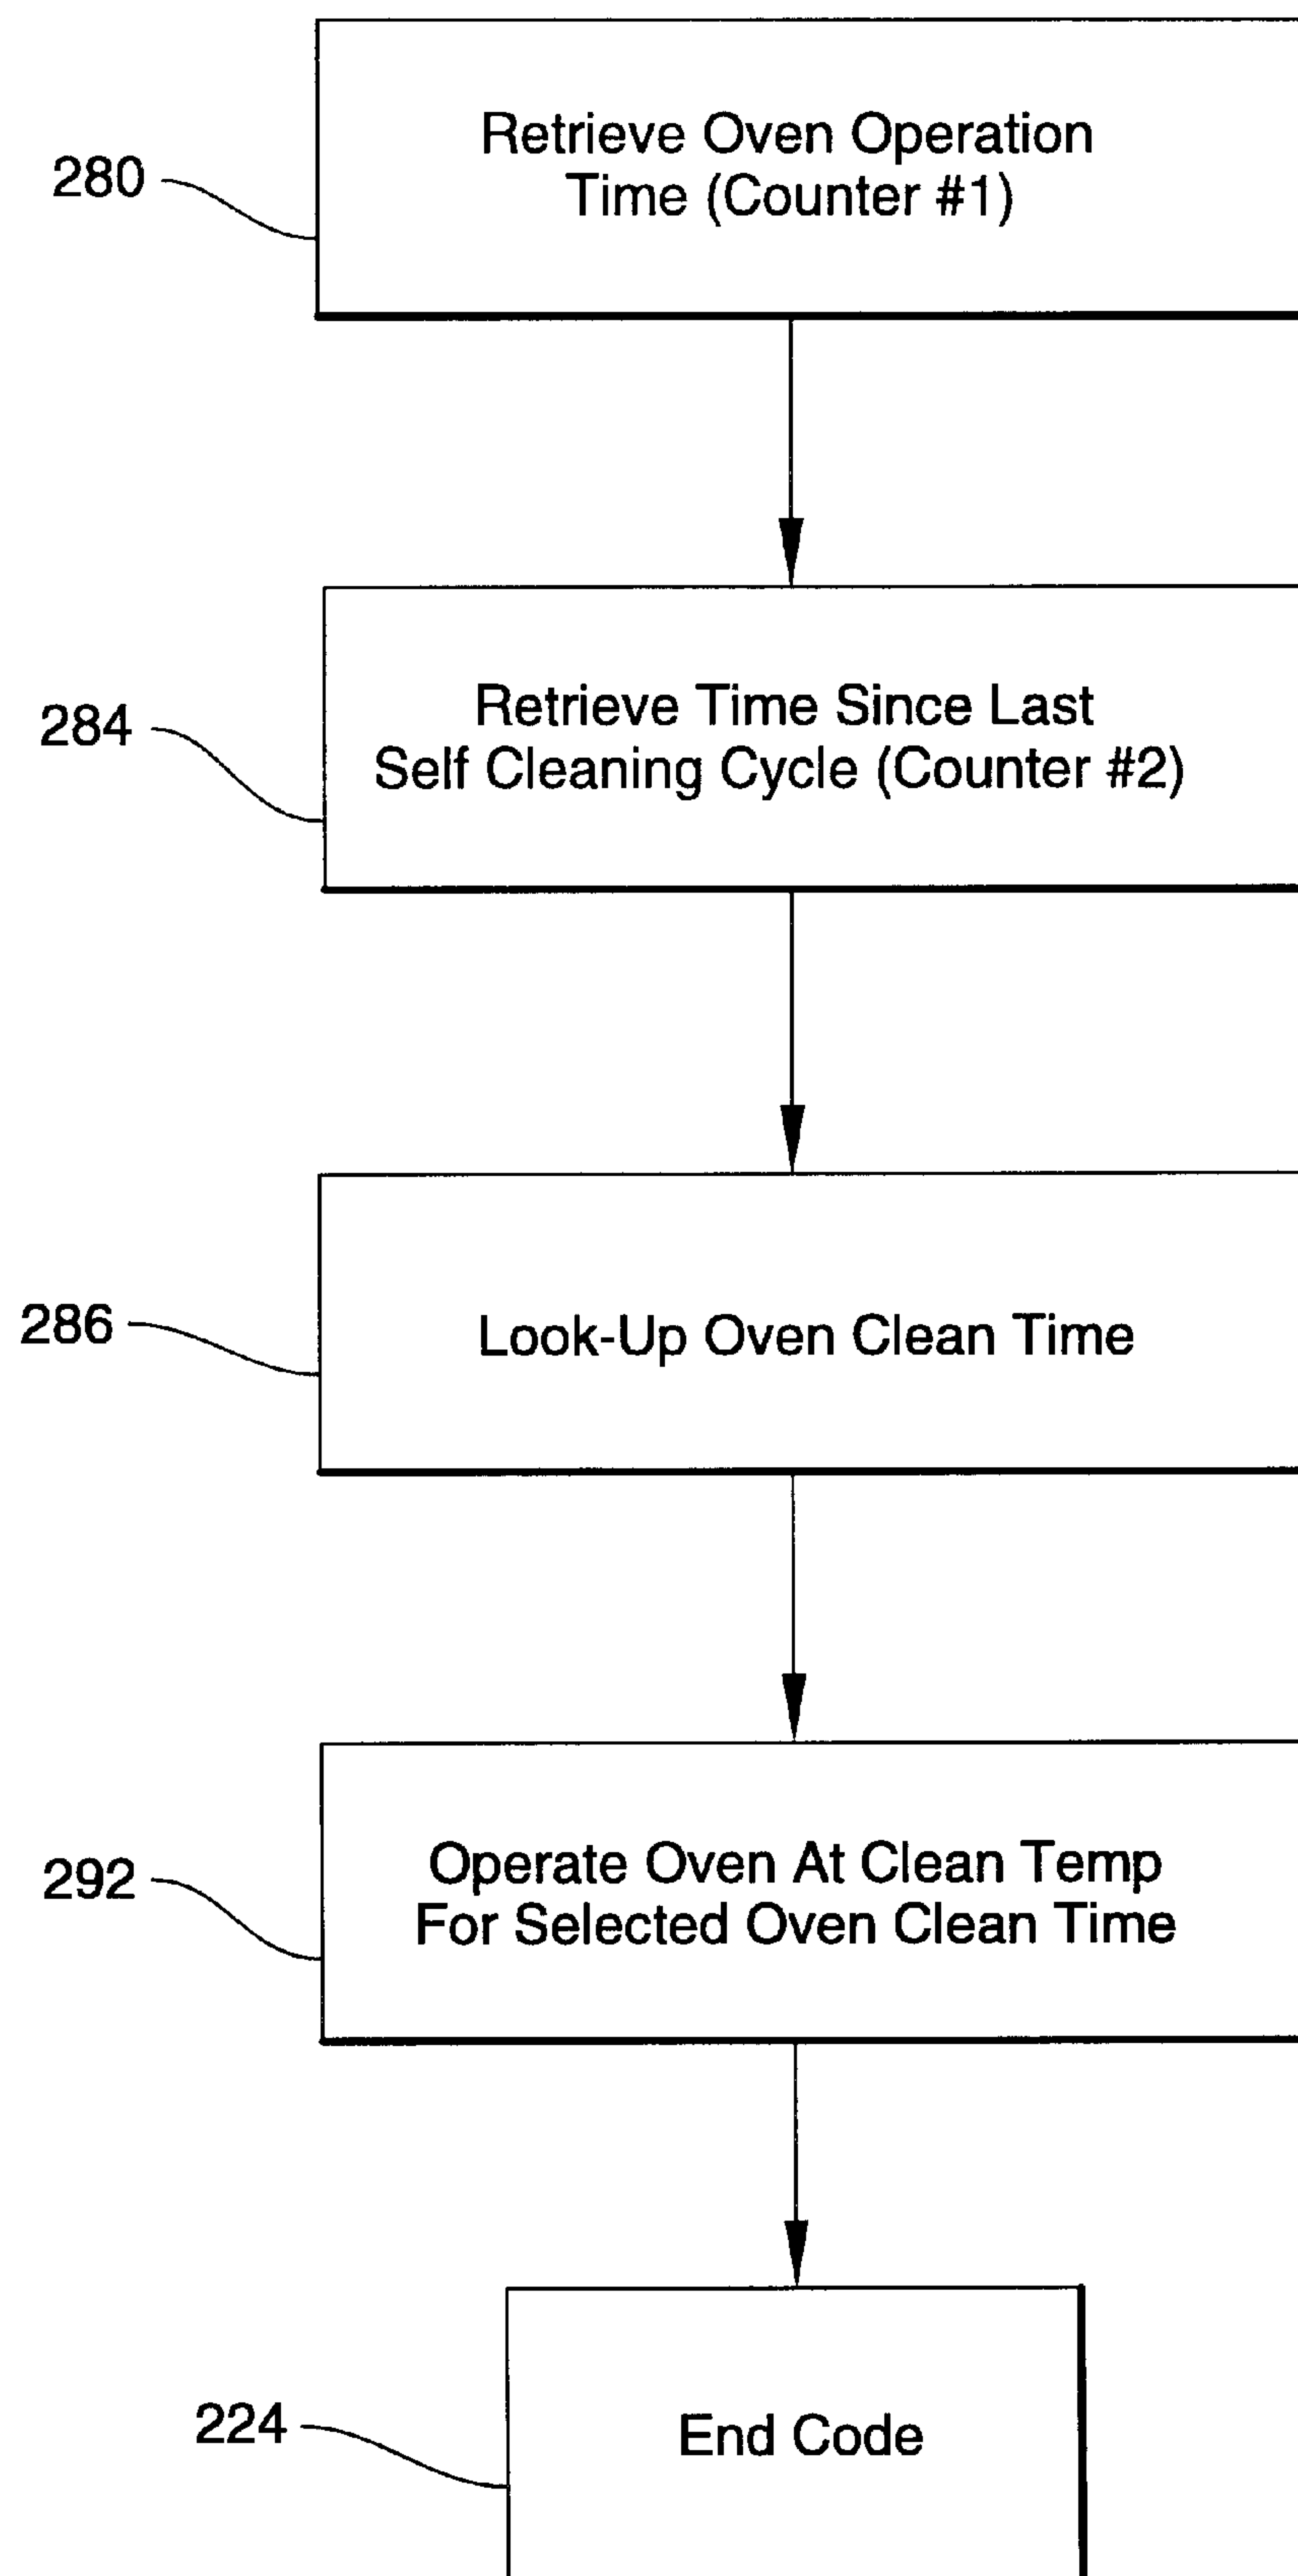 Retrieve Oven Operation
Time (Counter #1)
280
Retrieve Time Since Last
Self Cleaning Cycle (Counter #2)
284
Look-Up Oven Clean Time
286
Operate Oven At Clean Temp
For Selected Oven Clean Time
292
End Code
224